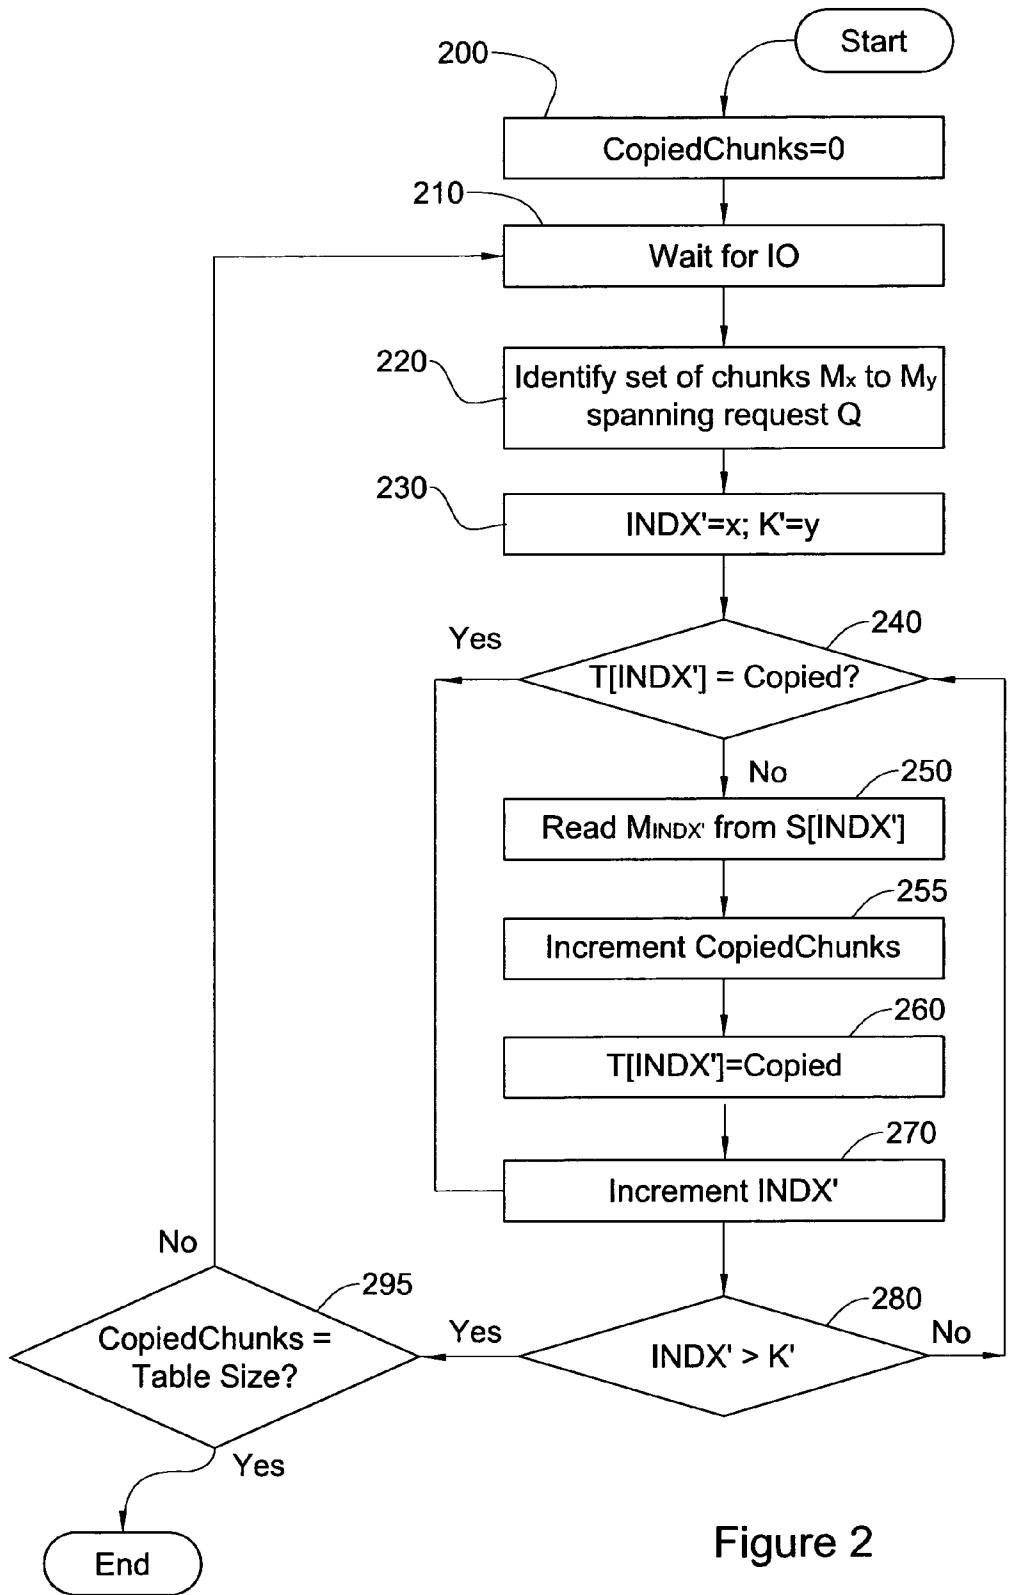 Start
200
CopiedChunks=0
210
Wait for IO
220
Identify set of chunks Mx to My
spanning request Q
230
INDX'=x; K'=y
240
Yes
T[INDX'] = Copied?
No
250
Read MINDX' from S[INDX']
255
Increment CopiedChunks
260
T[INDX']=Copied
270
Increment INDX'
No
295
280
CopiedChunks =
Table Size?
Yes
INDX' > K'
No
Yes
End
Figure 2